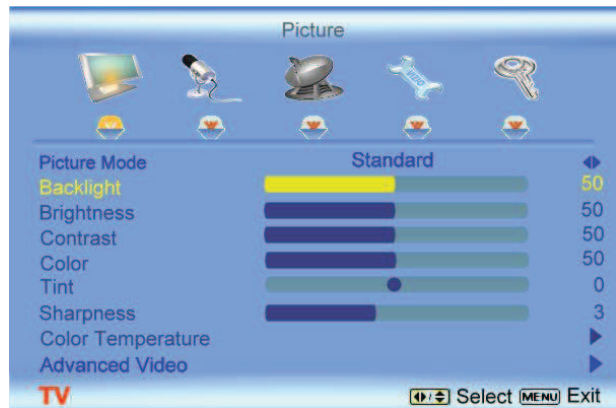 Picture
VIZIO
Picture Mode Standard
Backlight 50
Brightness 50
Contrast 50
Color 50
Tint 0
Sharpness 3
Color Temperature
Advanced Video
TV Select MENU Exit